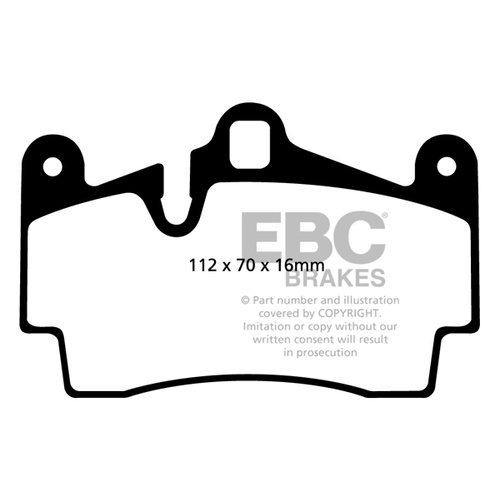 EBC
BRAKES
112 x 70 x 16mm
© Part number and illustration
covered by COPYRIGHT.
Imitation or copy without our
written consent will result
in prosecution